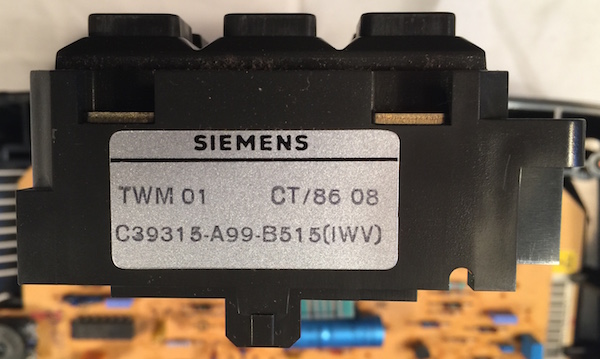 SIEMENS
TWM 01 CT/86 08
C39315-A99-B515(IWV)